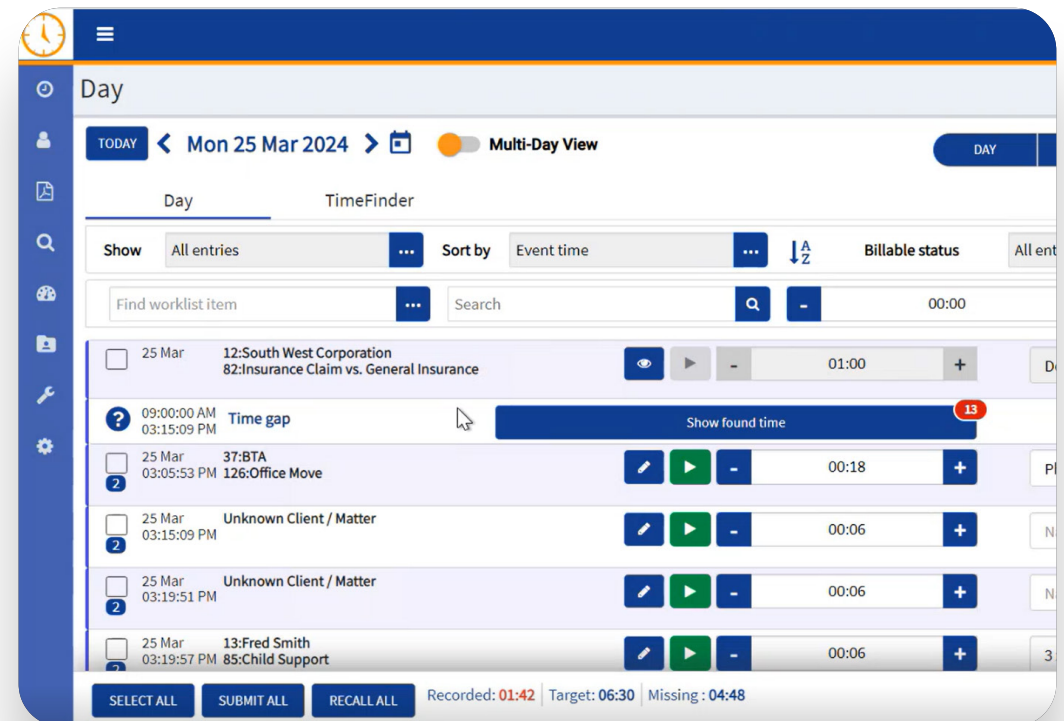 Day
TODAY Mon 25 Mar 2024 Multi-Day View DAY
Day TimeFinder
Show All entries ... Sort by Event time ... A Z Billable status All ent
Find worklist item ... Search - 00:00
25 Mar 12:South West Corporation
82:Insurance Claim vs. General Insurance - 01:00 +
09:00:00 AM
03:15:09 PM
? Time gap Show found time 13
25 Mar 37:BTA
03:05:53 PM 126:Office Move
2 - 00:18 + Pl
25 Mar Unknown Client / Matter
03:15:09 PM
2 - 00:06 + N
25 Mar Unknown Client / Matter
03:19:51 PM
2 - 00:06 + N
25 Mar 13:Fred Smith
03:19:57 PM 85:Child Support
2 - 00:06 + 3
SELECT ALL SUBMIT ALL RECALL ALL Recorded: 01:42 Target: 06:30 Missing : 04:48